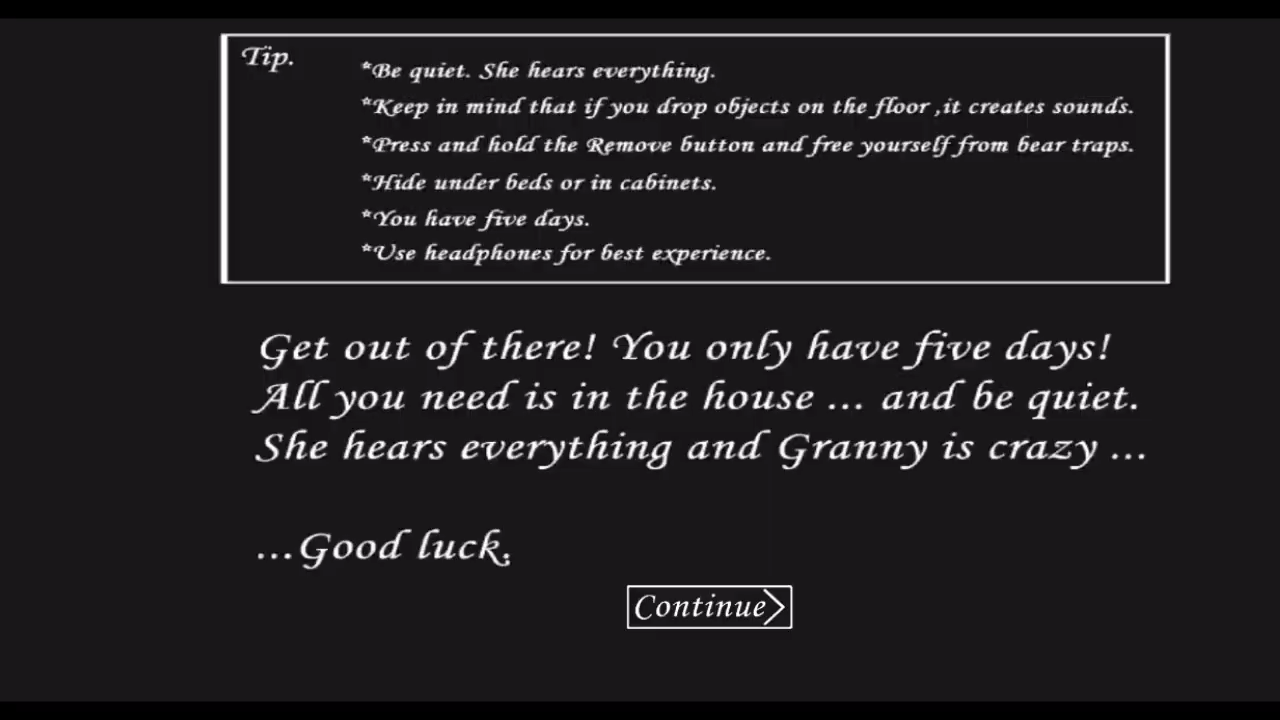 Tip.
*Be quiet. She hears everything.
*Keep in mind that if you drop objects on the floor ,it creates sounds.
*Press and hold the Remove button and free yourself from bear traps.
*Hide under beds or in cabinets.
*You have five days.
*Use headphones for best experience.
Get out of there! You only have five days!
All you need is in the house ... and be quiet.
She hears everything and Granny is crazy ...
...Good luck.
Continue>